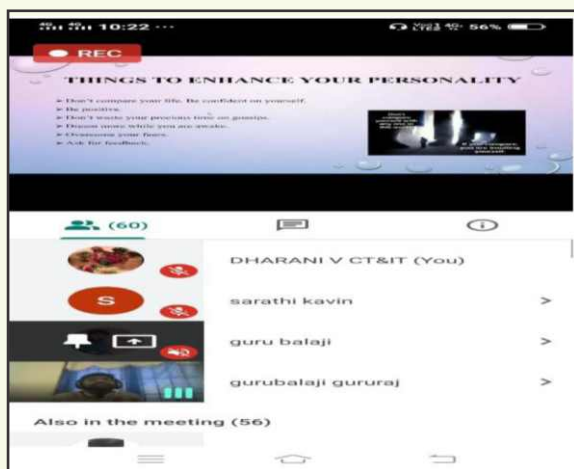 10:22 ...
56%
REC
THINGS TO ENHANCE YOUR PERSONALITY
➢ Don't compare your life. Be confident on yourself.
➢ Be positive.
➢ Don't waste your precious time on gossips.
➢ Dream more while you are awake.
➢ Overcome your fears.
➢ Ask for feedback.
(60)
DHARANI V CT&IT (You)
S
sarathi kavin
guru balaji
gurubalaji gururaj
Also in the meeting (56)